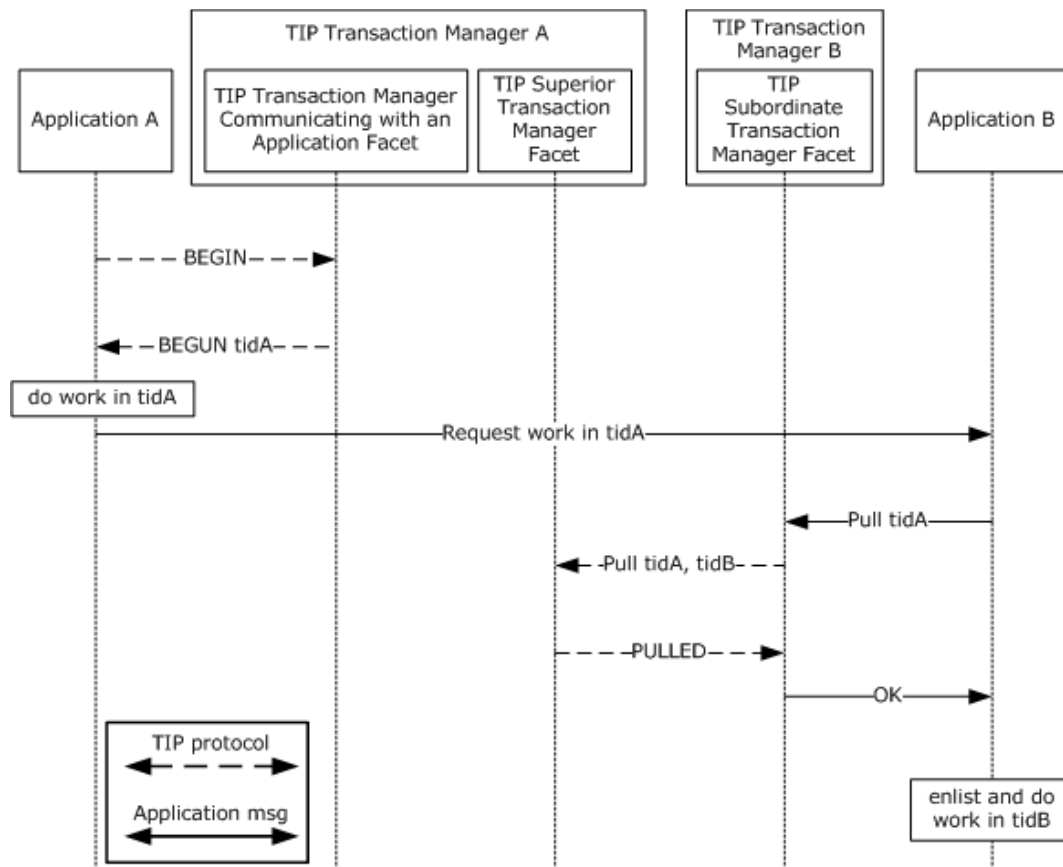 TIP Transaction Manager A
TIP Transaction
Manager B
Application A
TIP Transaction Manager
Communicating with an
Application Facet
TIP Superior
Transaction
Manager
Facet
TIP
Subordinate
Transaction
Manager Facet
Application B
BEGIN
BEGUN tidA
do work in tidA
Request work in tidA
Pull tidA
Pull tidA, tidB
PULLED
OK
TIP protocol
Application msg
enlist and do
work in tidB